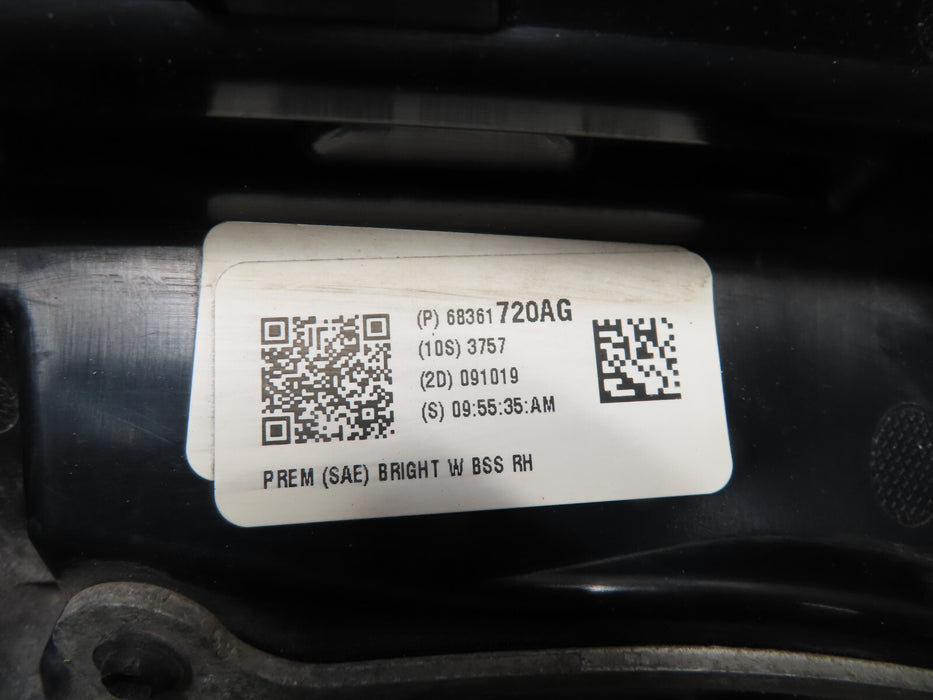 (P) 68361720AG
(10S) 3757
(2D) 091019
(S) 09:55:35:AM
PREM (SAE) BRIGHT W BSS RH